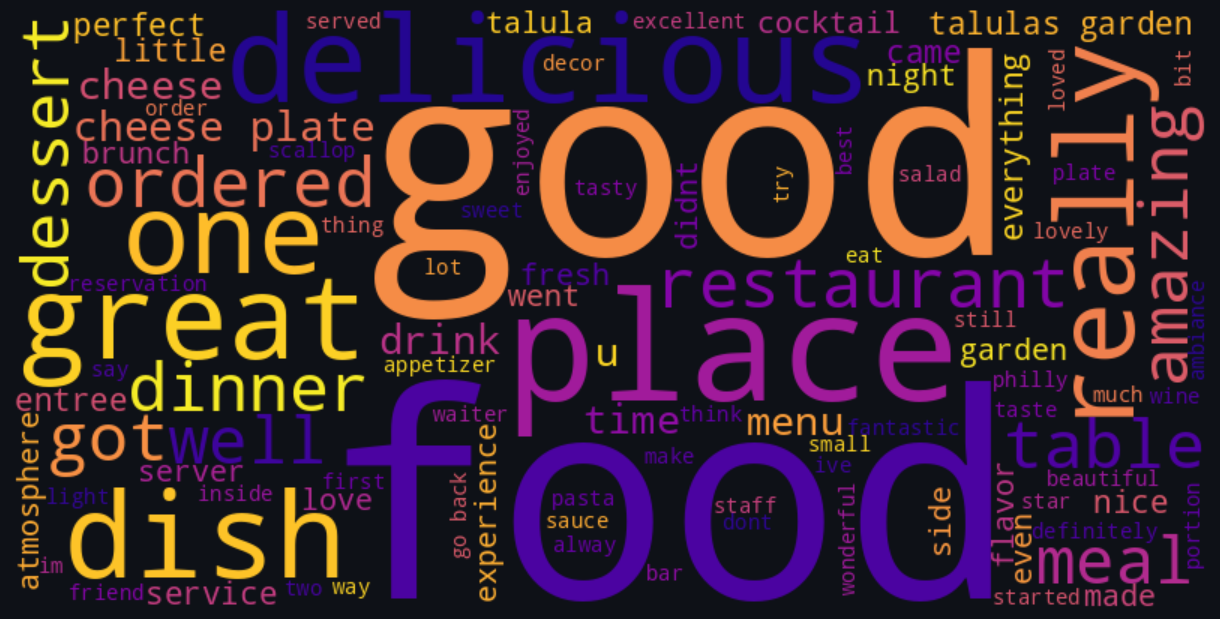 perfect
served
talula
excellent
cocktail
talulas garden
little
delicious
decor
came
night
dessert
cheese
order
good
everything
loved
really
bit
amazing
cheese plate
enjoyed
best
brunch
scallop
ordered
tasty
try
salad
plate
didnt
one
thing
sweet
lovely
lot
eat
reservation
fresh
restaurant
great
went
place
still
ambiance
drink
u
garden
appetizer
say
dinner
philly
much
wine
entree
waiter
time
think
menu
fantastic
taste
atmosphere
got
well
experience
small
table
server
make
ive
first
go back
flavor
beautiful
light
inside
love
food
pasta
staff
wonderful
side
star
nice
portion
dish
sauce
dont
even
definitely
alway
im
bar
meal
friend
service
two
way
started
made